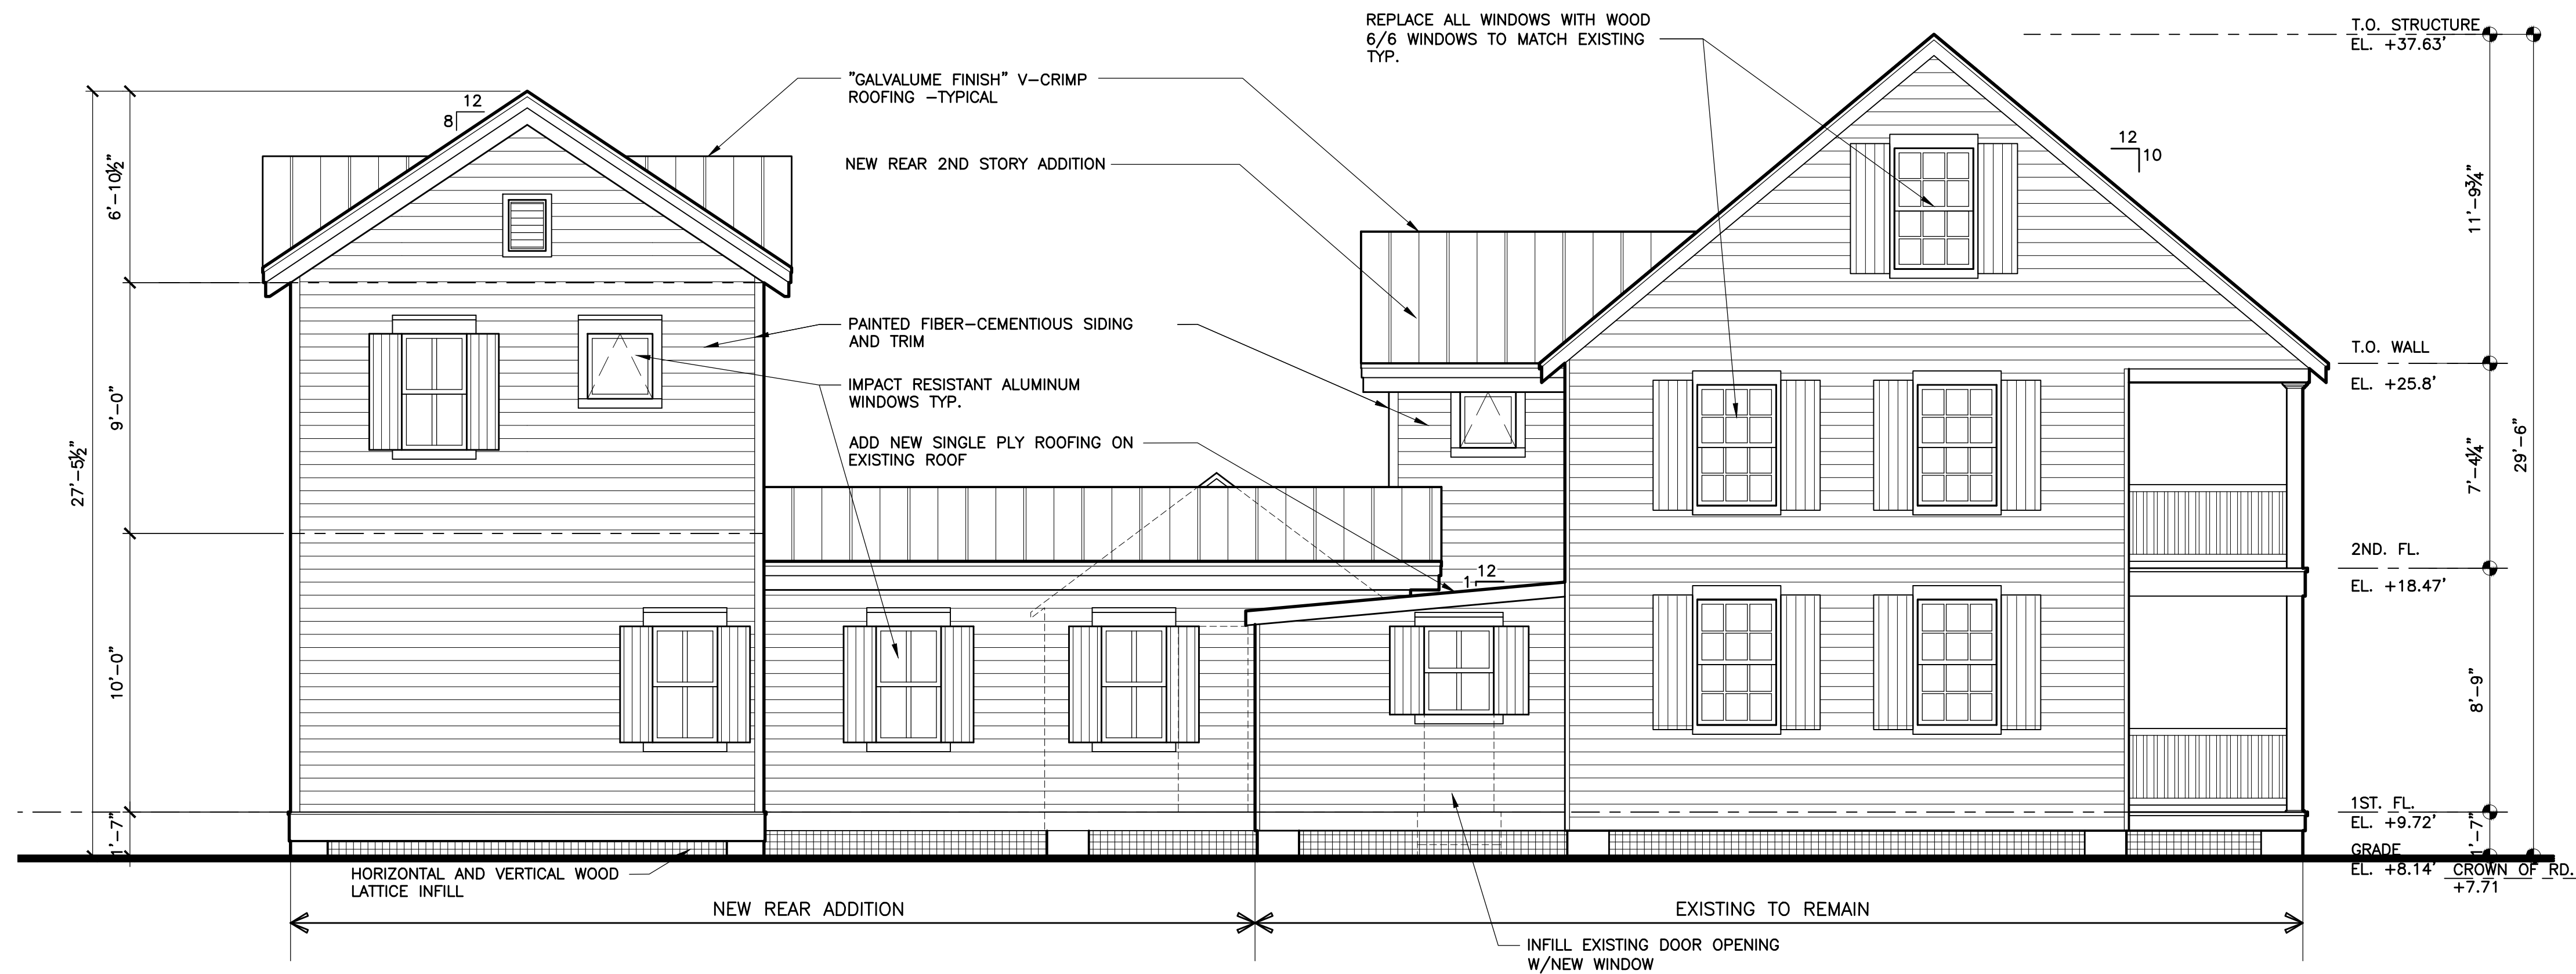 REPLACE ALL WINDOWS WITH WOOD
6/6 WINDOWS TO MATCH EXISTING
TYP.
T.O. STRUCTURE
EL. +37.63'
"GALVALUME FINISH" V-CRIMP
ROOFING -TYPICAL
12
8
12
10
NEW REAR 2ND STORY ADDITION
6'-10½"
11'-9¾"
PAINTED FIBER-CEMENTIOUS SIDING
AND TRIM
T.O. WALL
EL. +25.8'
IMPACT RESISTANT ALUMINUM
WINDOWS TYP.
9'-0"
ADD NEW SINGLE PLY ROOFING ON
EXISTING ROOF
27'-5½"
7'-4¼"
29'-6"
2ND. FL.
EL. +18.47'
12
1
10'-0"
8'-9"
1ST. FL.
EL. +9.72'
1'-7"
1'-7"
GRADE
EL. +8.14'
CROWN OF RD.
+7.71
HORIZONTAL AND VERTICAL WOOD
LATTICE INFILL
NEW REAR ADDITION
EXISTING TO REMAIN
INFILL EXISTING DOOR OPENING
W/NEW WINDOW